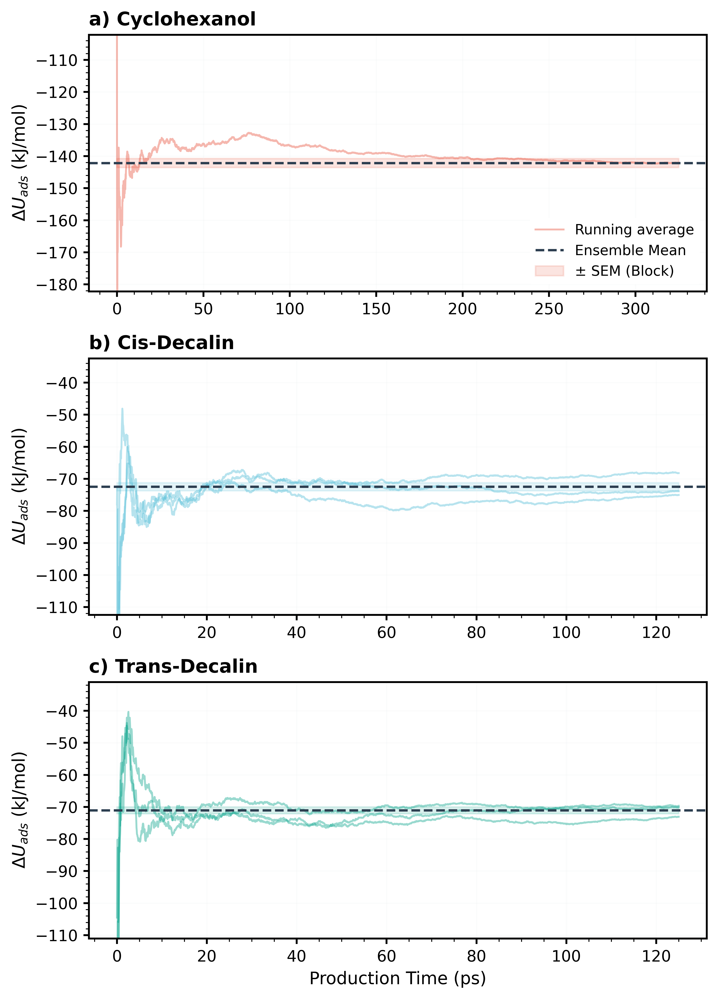 a) Cyclohexanol
−110
−120
−130
−140
−150
−160
−170
−180
ΔU_ads (kJ/mol)
Running average
Ensemble Mean
± SEM (Block)
0 50 100 150 200 250 300
b) Cis-Decalin
−40
−50
−60
−70
−80
−90
−100
−110
ΔU_ads (kJ/mol)
0 20 40 60 80 100 120
c) Trans-Decalin
−40
−50
−60
−70
−80
−90
−100
−110
ΔU_ads (kJ/mol)
0 20 40 60 80 100 120
Production Time (ps)